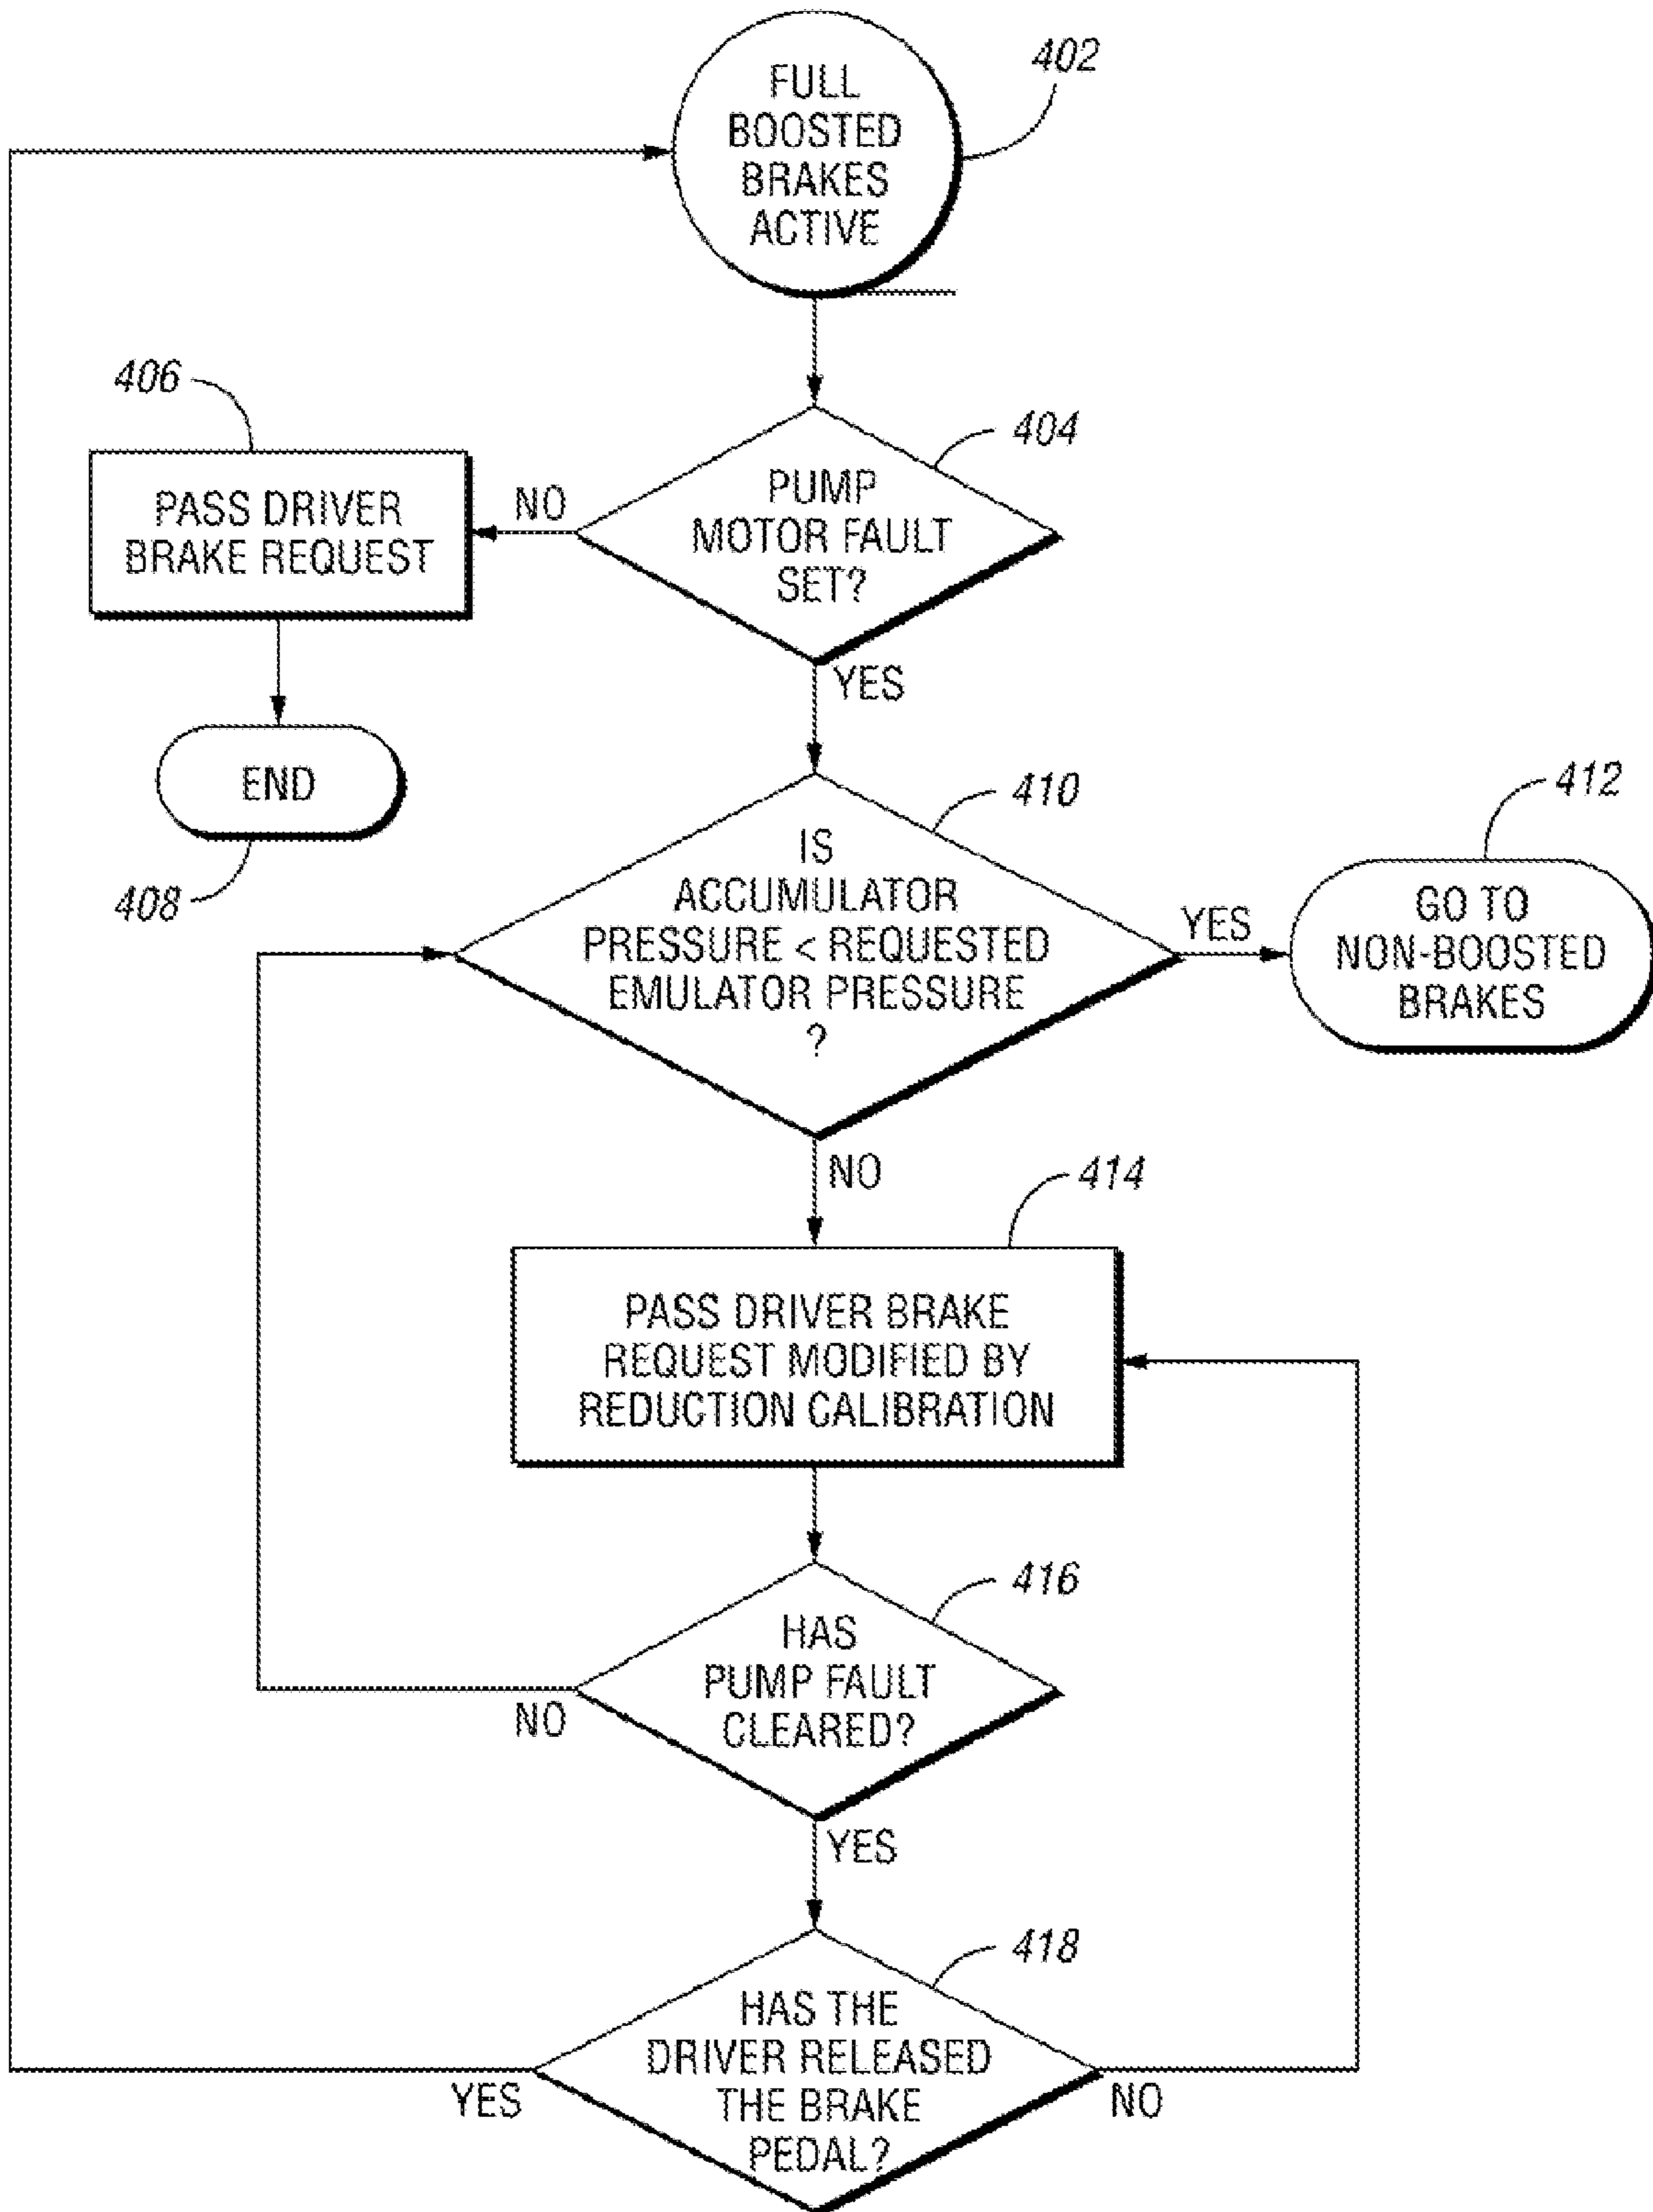 FULL
BOOSTED
BRAKES
ACTIVE
402
404
PUMP
MOTOR FAULT
SET?
406
NO
PASS DRIVER
BRAKE REQUEST
YES
END
408
410
IS
ACCUMULATOR
PRESSURE < REQUESTED
EMULATOR PRESSURE
?
YES
412
GO TO
NON-BOOSTED
BRAKES
NO
414
PASS DRIVER BRAKE
REQUEST MODIFIED BY
REDUCTION CALIBRATION
416
HAS
PUMP FAULT
CLEARED?
NO
YES
418
HAS THE
DRIVER RELEASED
THE BRAKE
PEDAL?
YES
NO